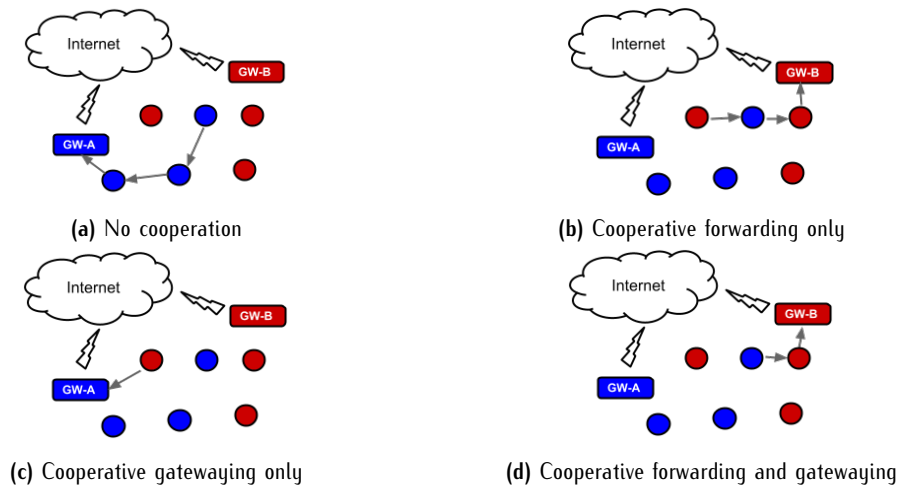 Internet
GW-B
GW-A
(a) No cooperation
Internet
GW-B
GW-A
(b) Cooperative forwarding only
Internet
GW-B
GW-A
(c) Cooperative gatewaying only
Internet
GW-B
GW-A
(d) Cooperative forwarding and gatewaying